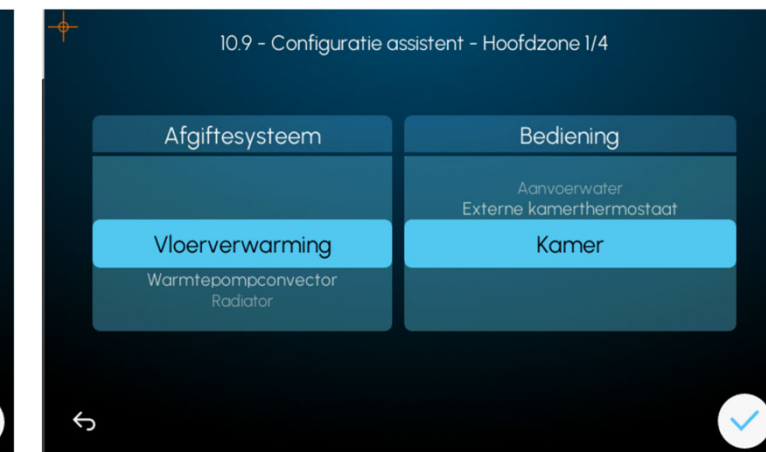 10.9 - Configuratie assistent - Hoofdzone 1/4
Afgiftesysteem
Vloerverwarming
Warmtepompconvector
Radiator
Bediening
Aanvoerwater
Externe kamerthermostaat
Kamer